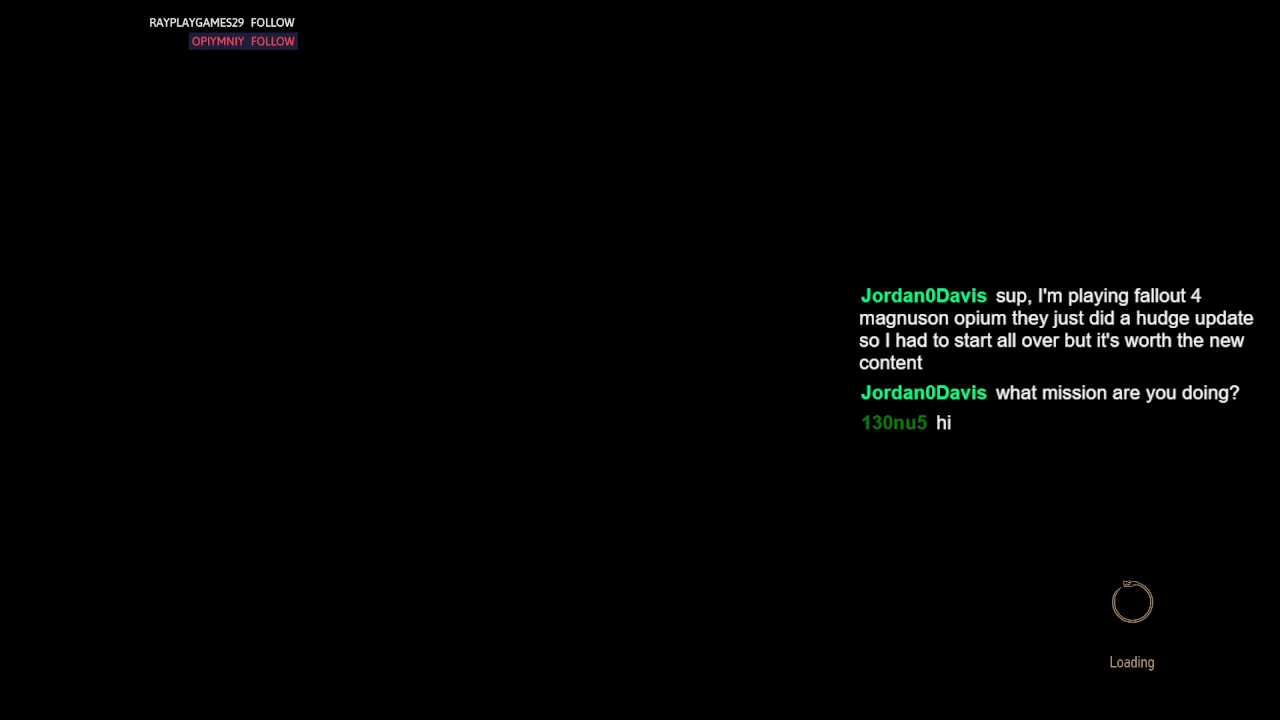 RAYPLAYGAMES29 FOLLOW
OPIYMNIY FOLLOW
Jordan0Davis sup, I'm playing fallout 4
magnuson opium they just did a hudge update
so I had to start all over but it's worth the new
content
Jordan0Davis what mission are you doing?
130nu5 hi
Loading